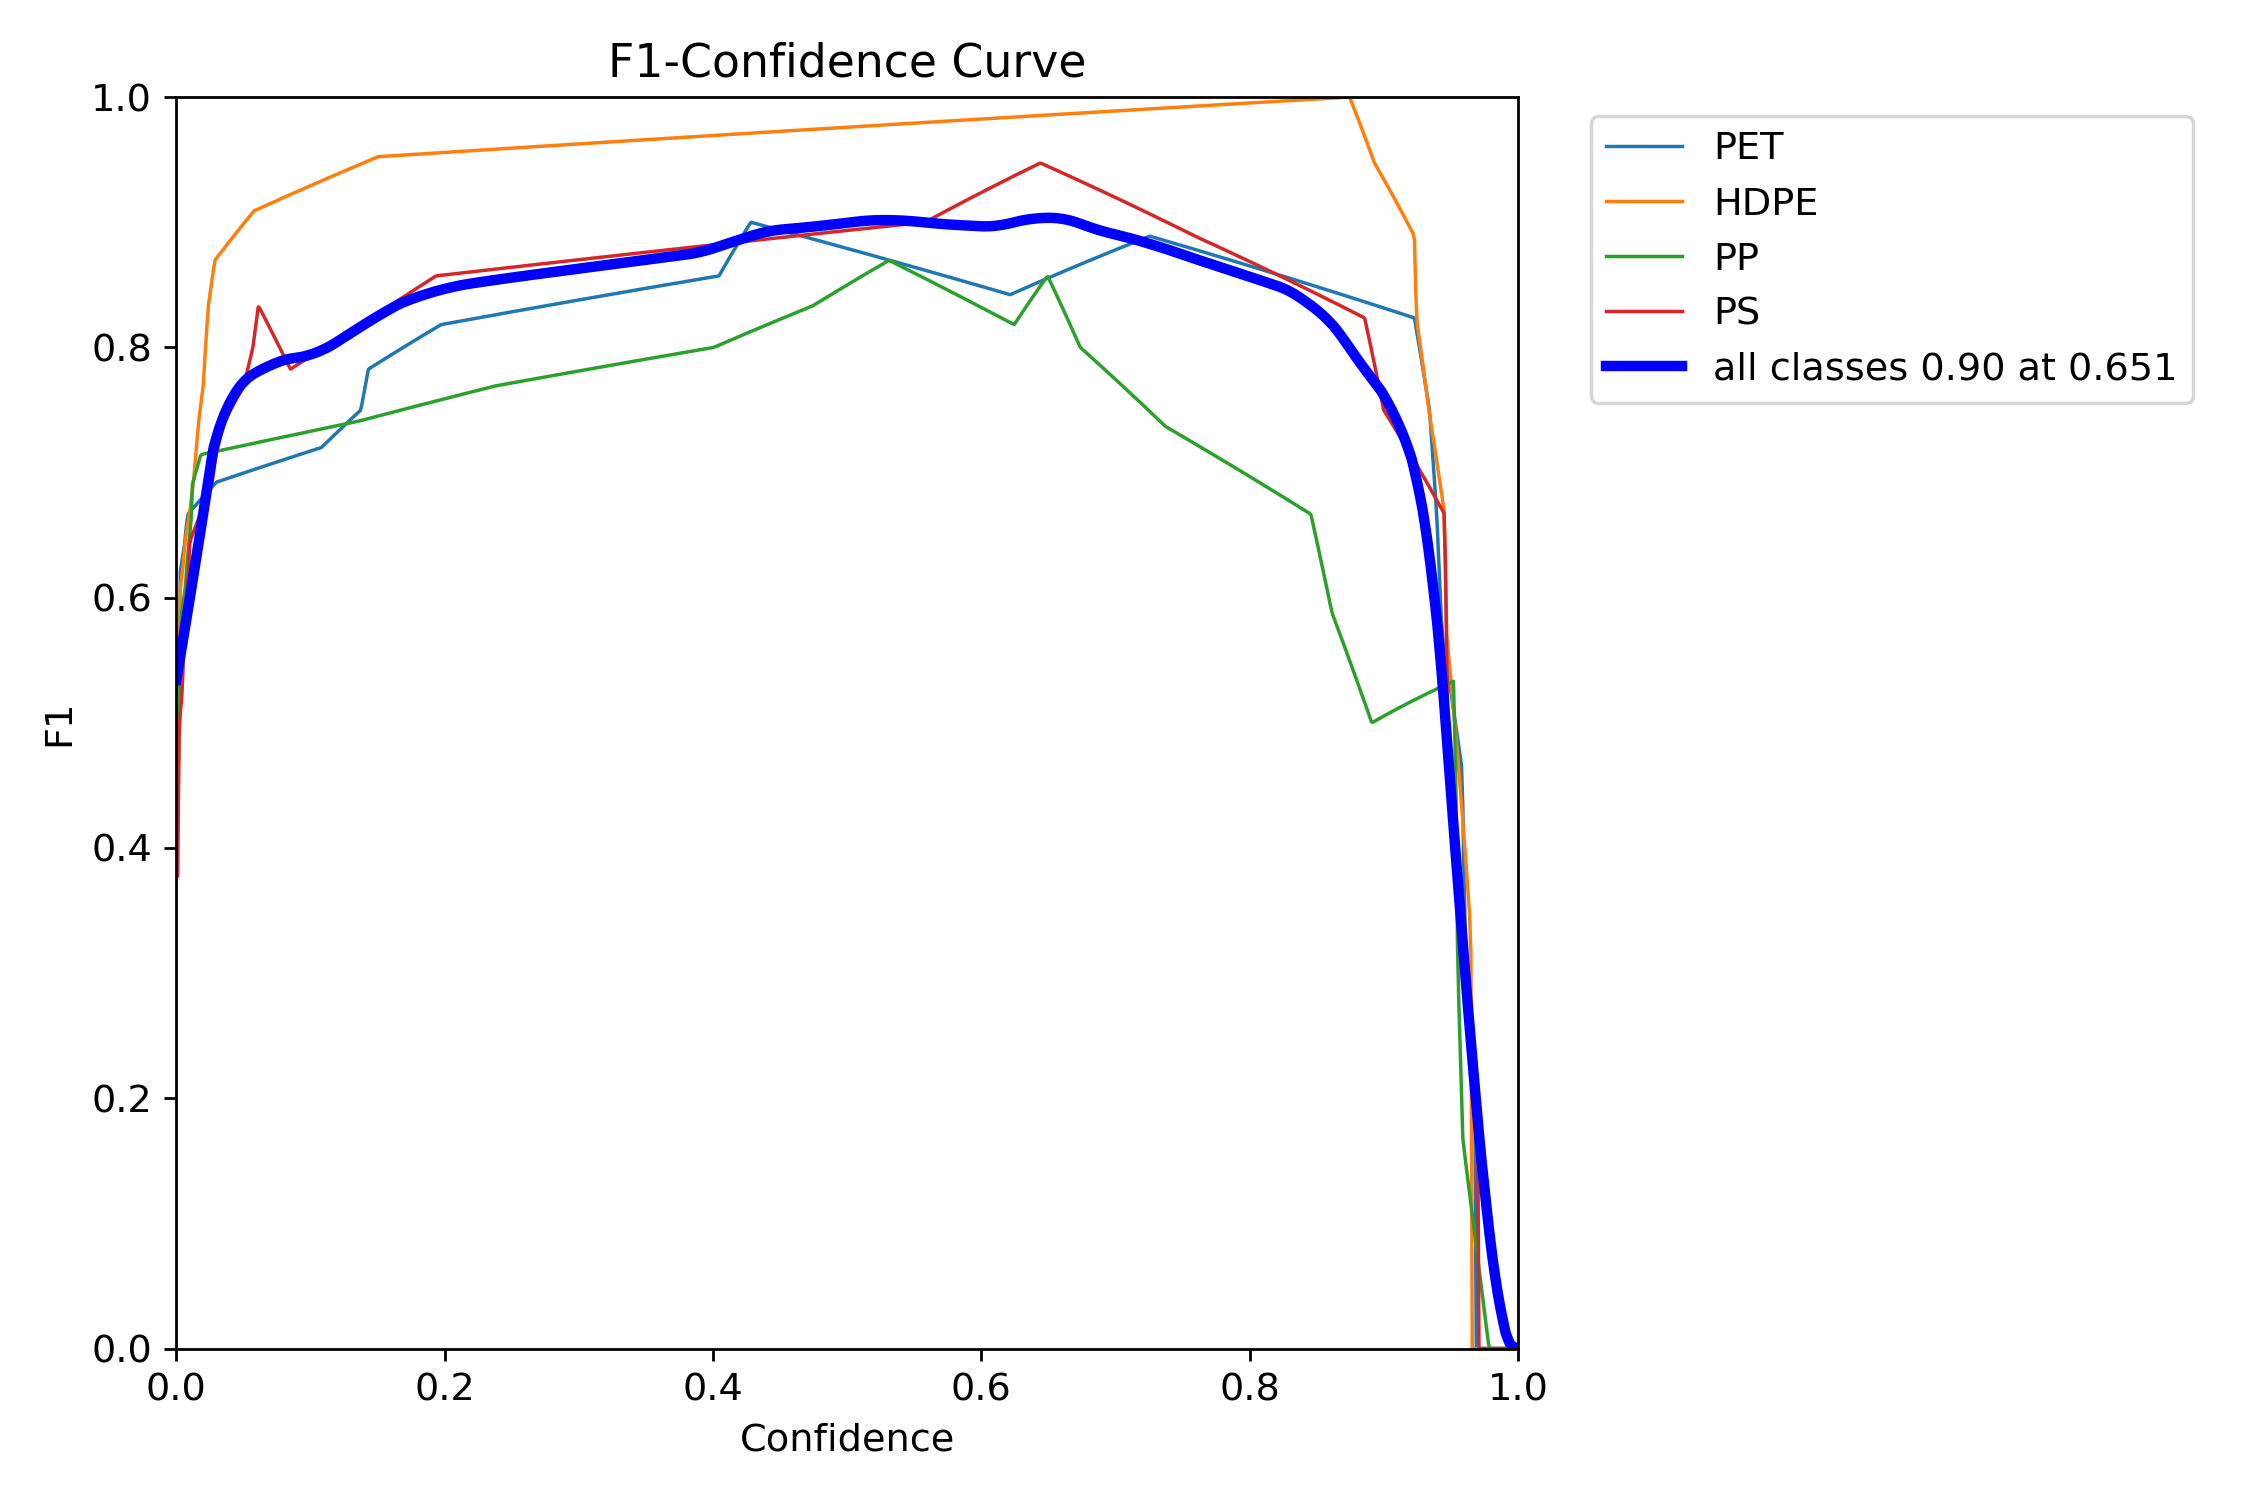 F1-Confidence Curve
1.0
0.8
0.6
0.4
0.2
0.0
F1
0.0 0.2 0.4 0.6 0.8 1.0
Confidence
PET
HDPE
PP
PS
all classes 0.90 at 0.651